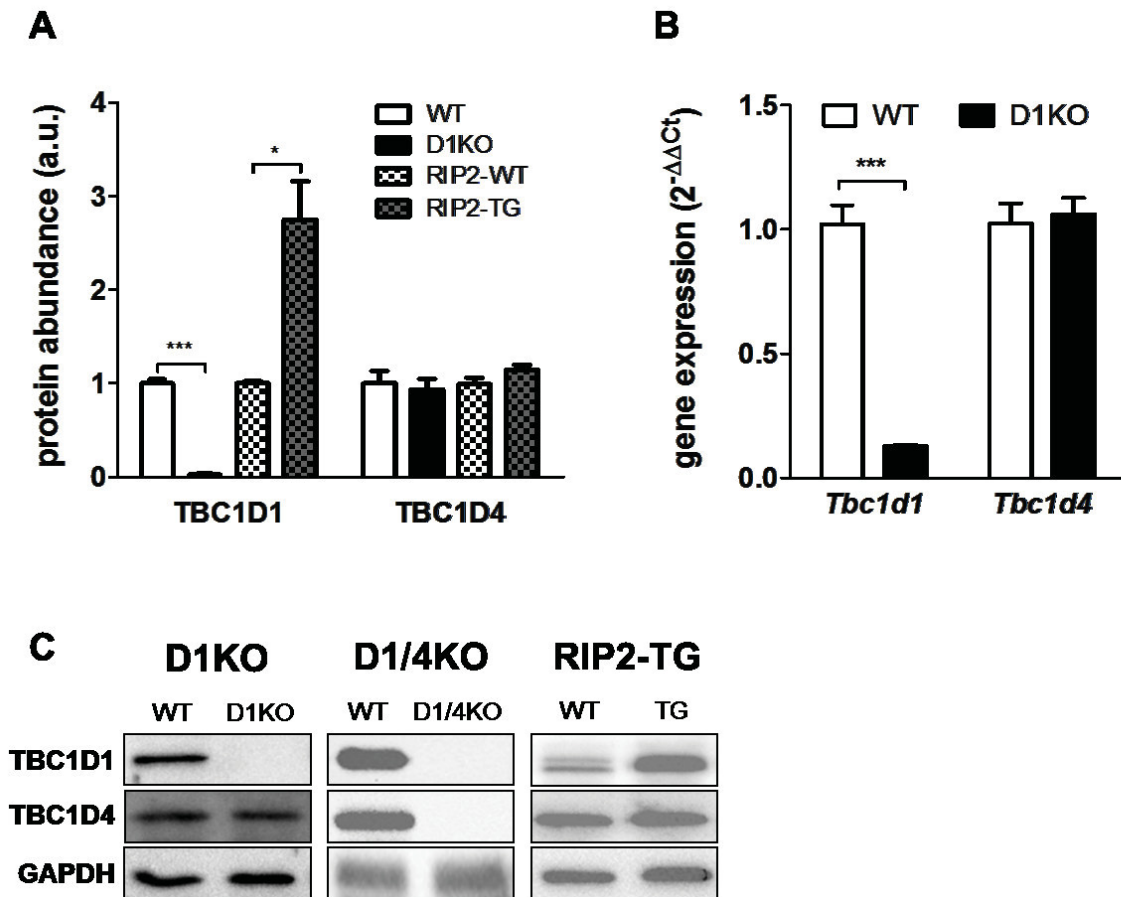 A
protein abundance (a.u.)
4
3
2
1
0
WT
D1KO
RIP2-WT
RIP2-TG
***
*
TBC1D1 TBC1D4
B
gene expression (2^-ΔΔCt)
1.5
1.0
0.5
0.0
WT D1KO
***
Tbc1d1 Tbc1d4
C
D1KO D1/4KO RIP2-TG
WT D1KO WT D1/4KO WT TG
TBC1D1
TBC1D4
GAPDH